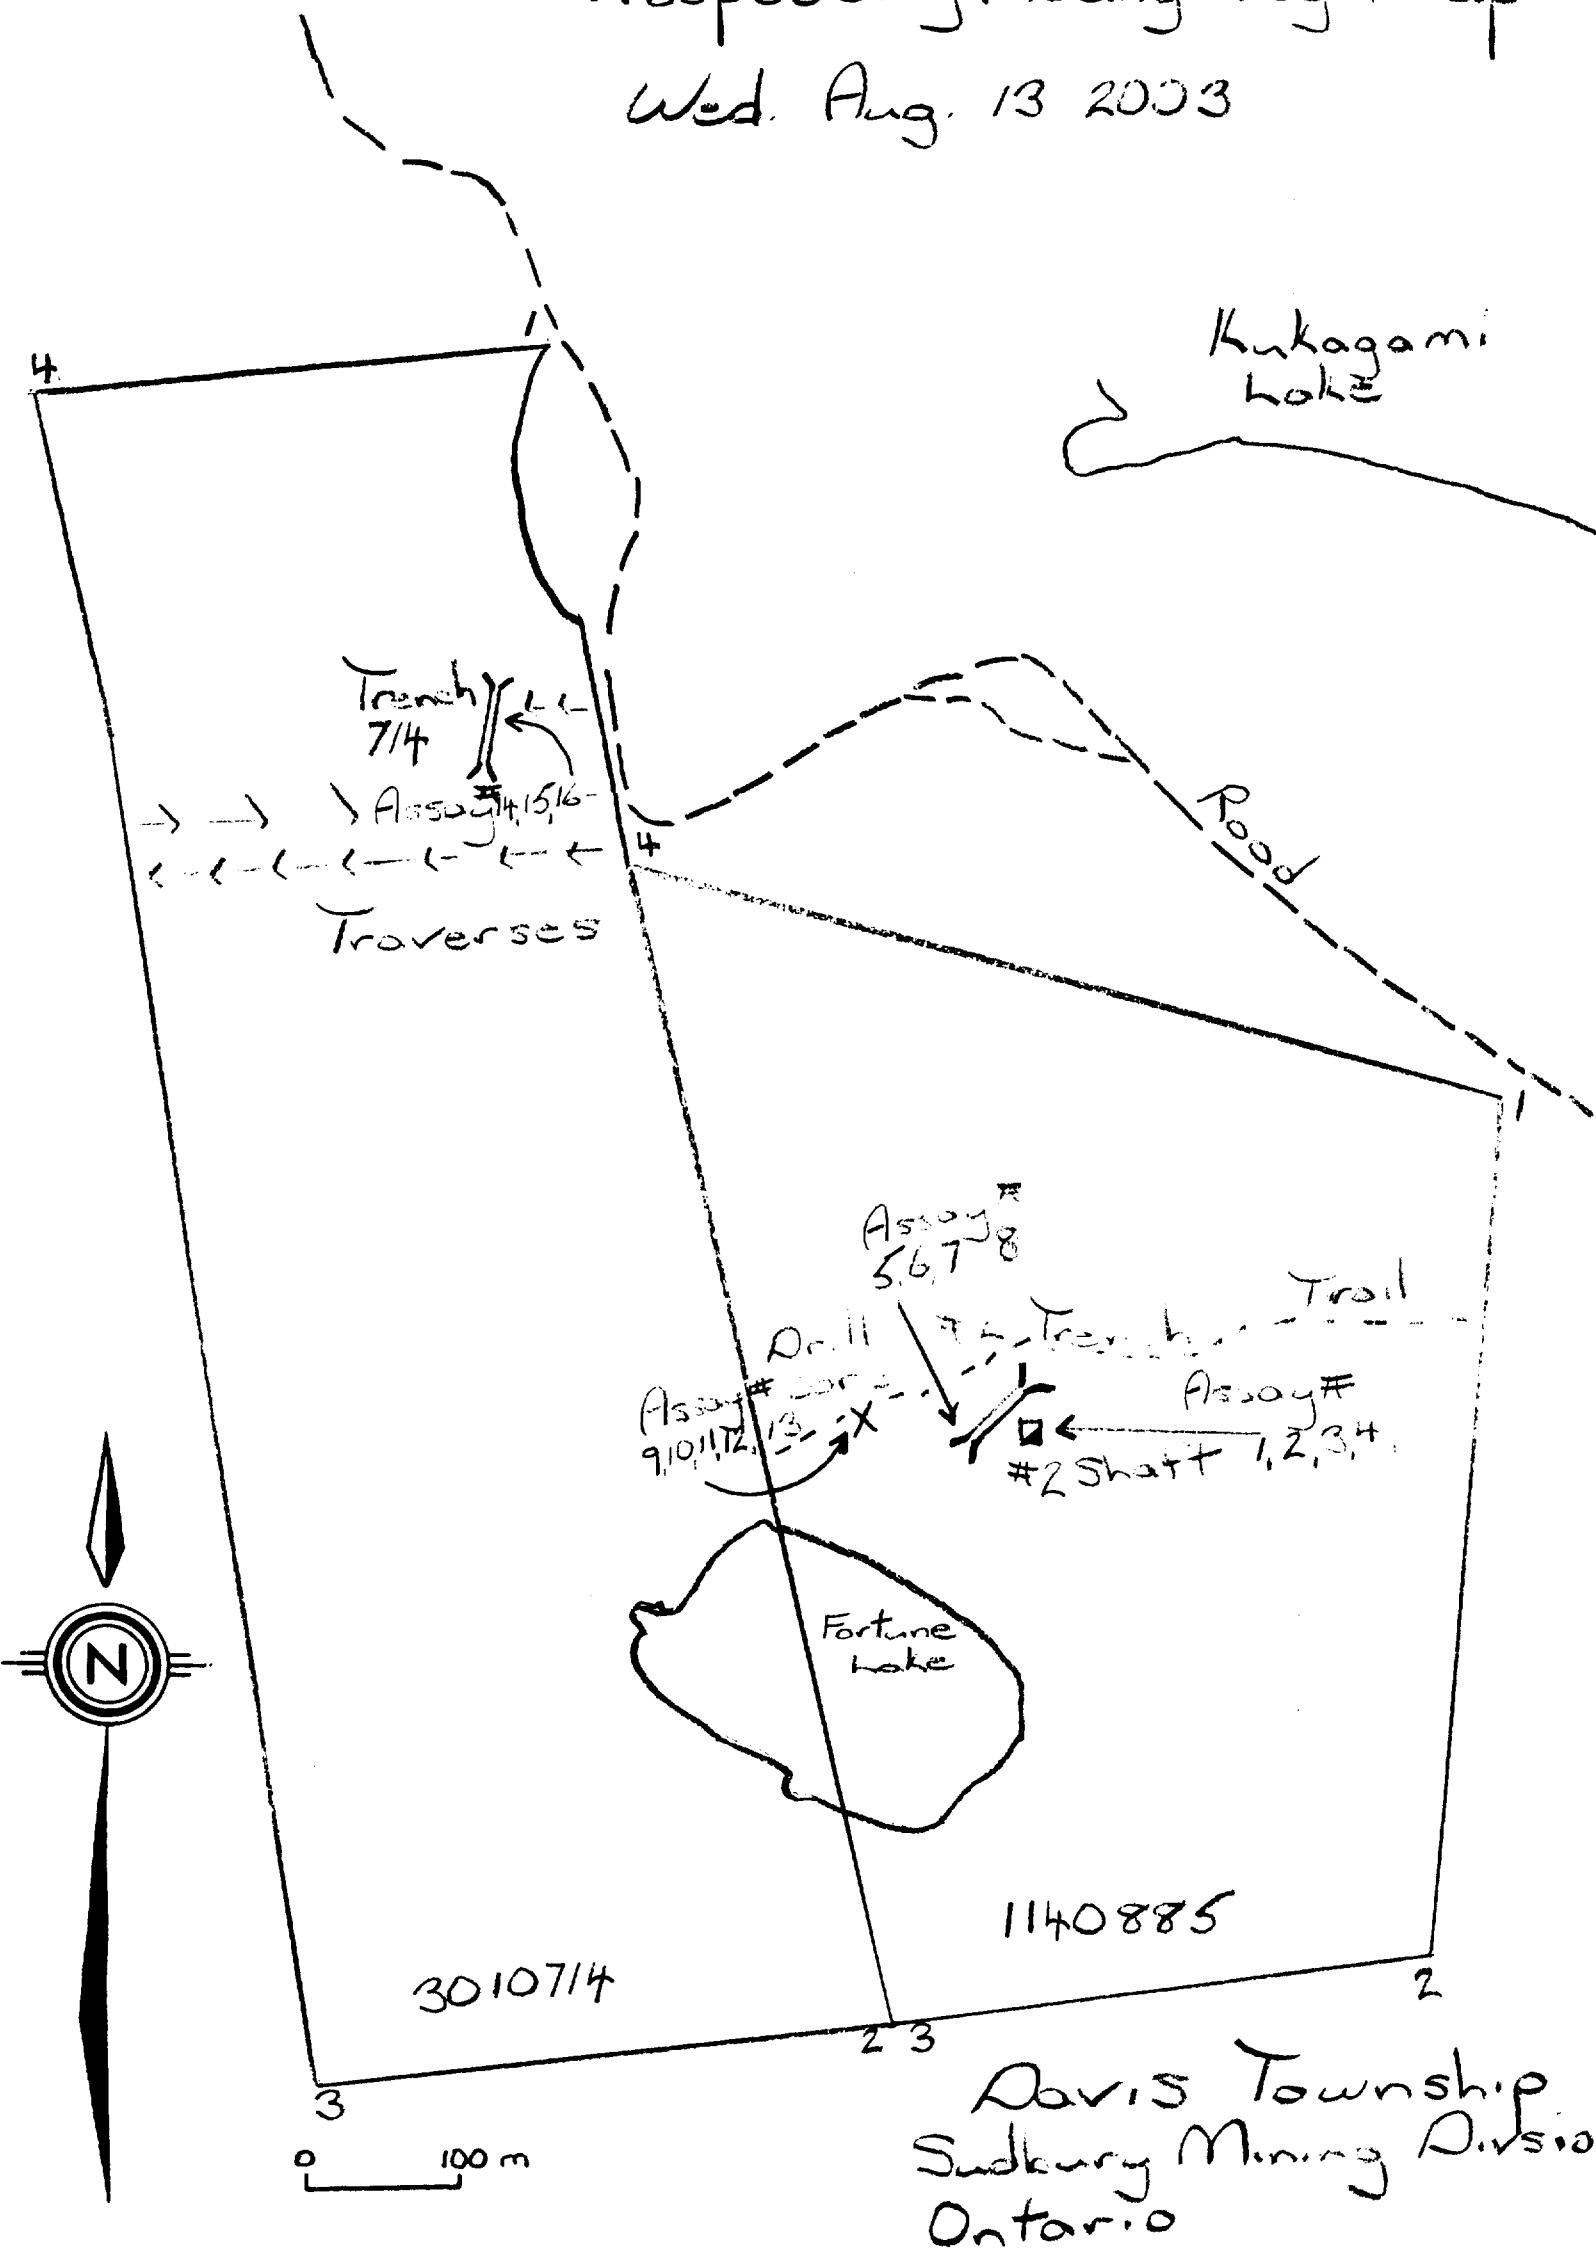 Wed. Aug. 13 2003
Kukagami
Lake
4
1
Trench
7/4
Assay # 14,15,16
4
Traverses
Road
1
Assay #
5,6,7 8
Trail
Drill
Trench
Assay # Core
9,10,11,12,13
X
Assay #
1,2,3,4
#2 Shaft
N
Fortune
Lake
1140885
3010714
2
2 3
3
0 100 m
Davis Township
Sudbury Mining
Ontario